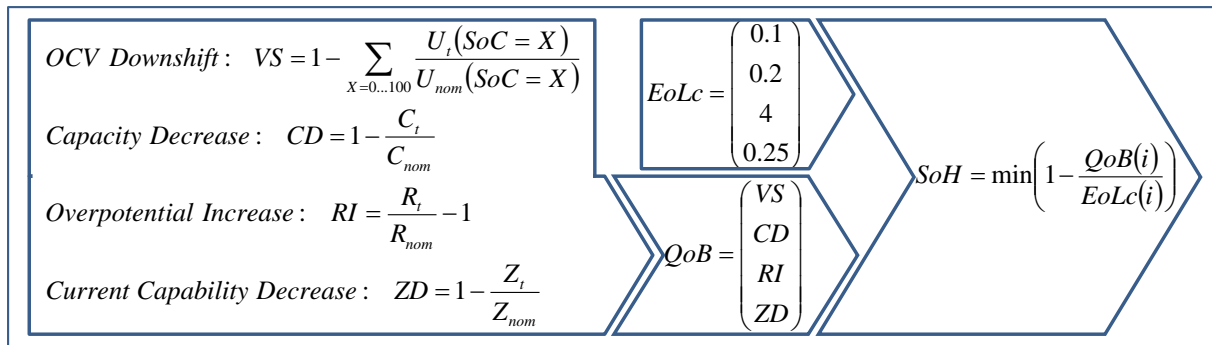 OCV Downshift : VS = 1 − ∑_{X=0...100} U_t(SoC = X) / U_nom(SoC = X)
Capacity Decrease : CD = 1 − C_t / C_nom
Overpotential Increase : RI = R_t / R_nom − 1
Current Capability Decrease : ZD = 1 − Z_t / Z_nom
EoLc = (0.1
0.2
4
0.25)
QoB = (VS
CD
RI
ZD)
SoH = min(1 − QoB(i) / EoLc(i))